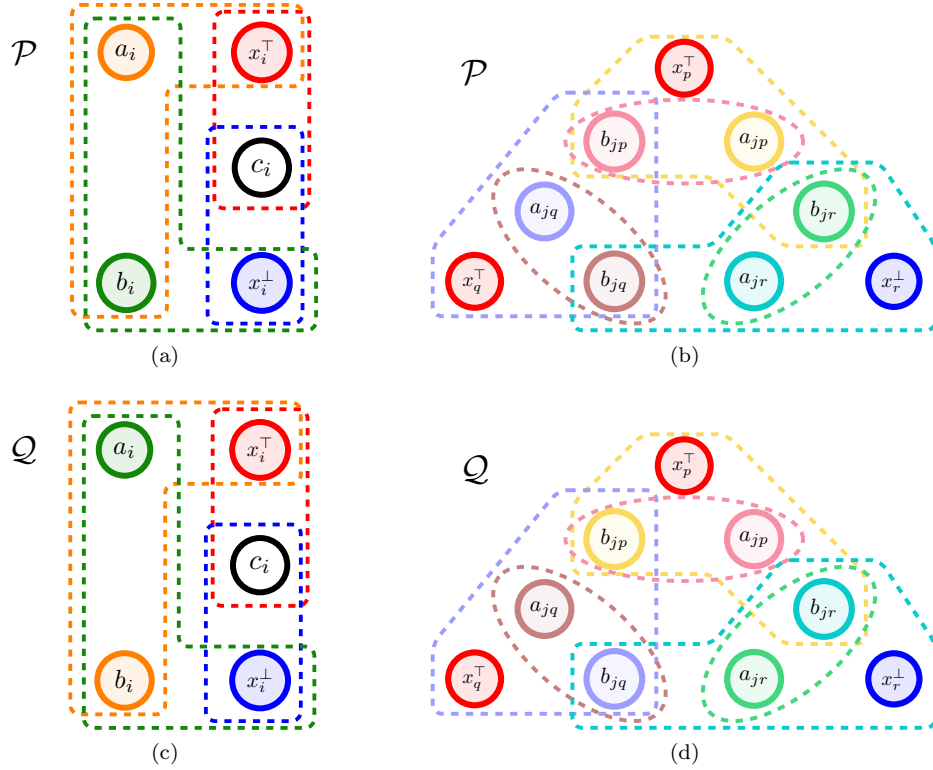 𝒫
a_i x_i^⊤
c_i
b_i x_i^⊥
(a)
𝒫
x_p^⊤
b_{jp} a_{jp}
a_{jq} b_{jr}
x_q^⊤ b_{jq} a_{jr} x_r^⊥
(b)
𝒬
a_i x_i^⊤
c_i
b_i x_i^⊥
(c)
𝒬
x_p^⊤
b_{jp} a_{jp}
a_{jq} b_{jr}
x_q^⊤ b_{jq} a_{jr} x_r^⊥
(d)